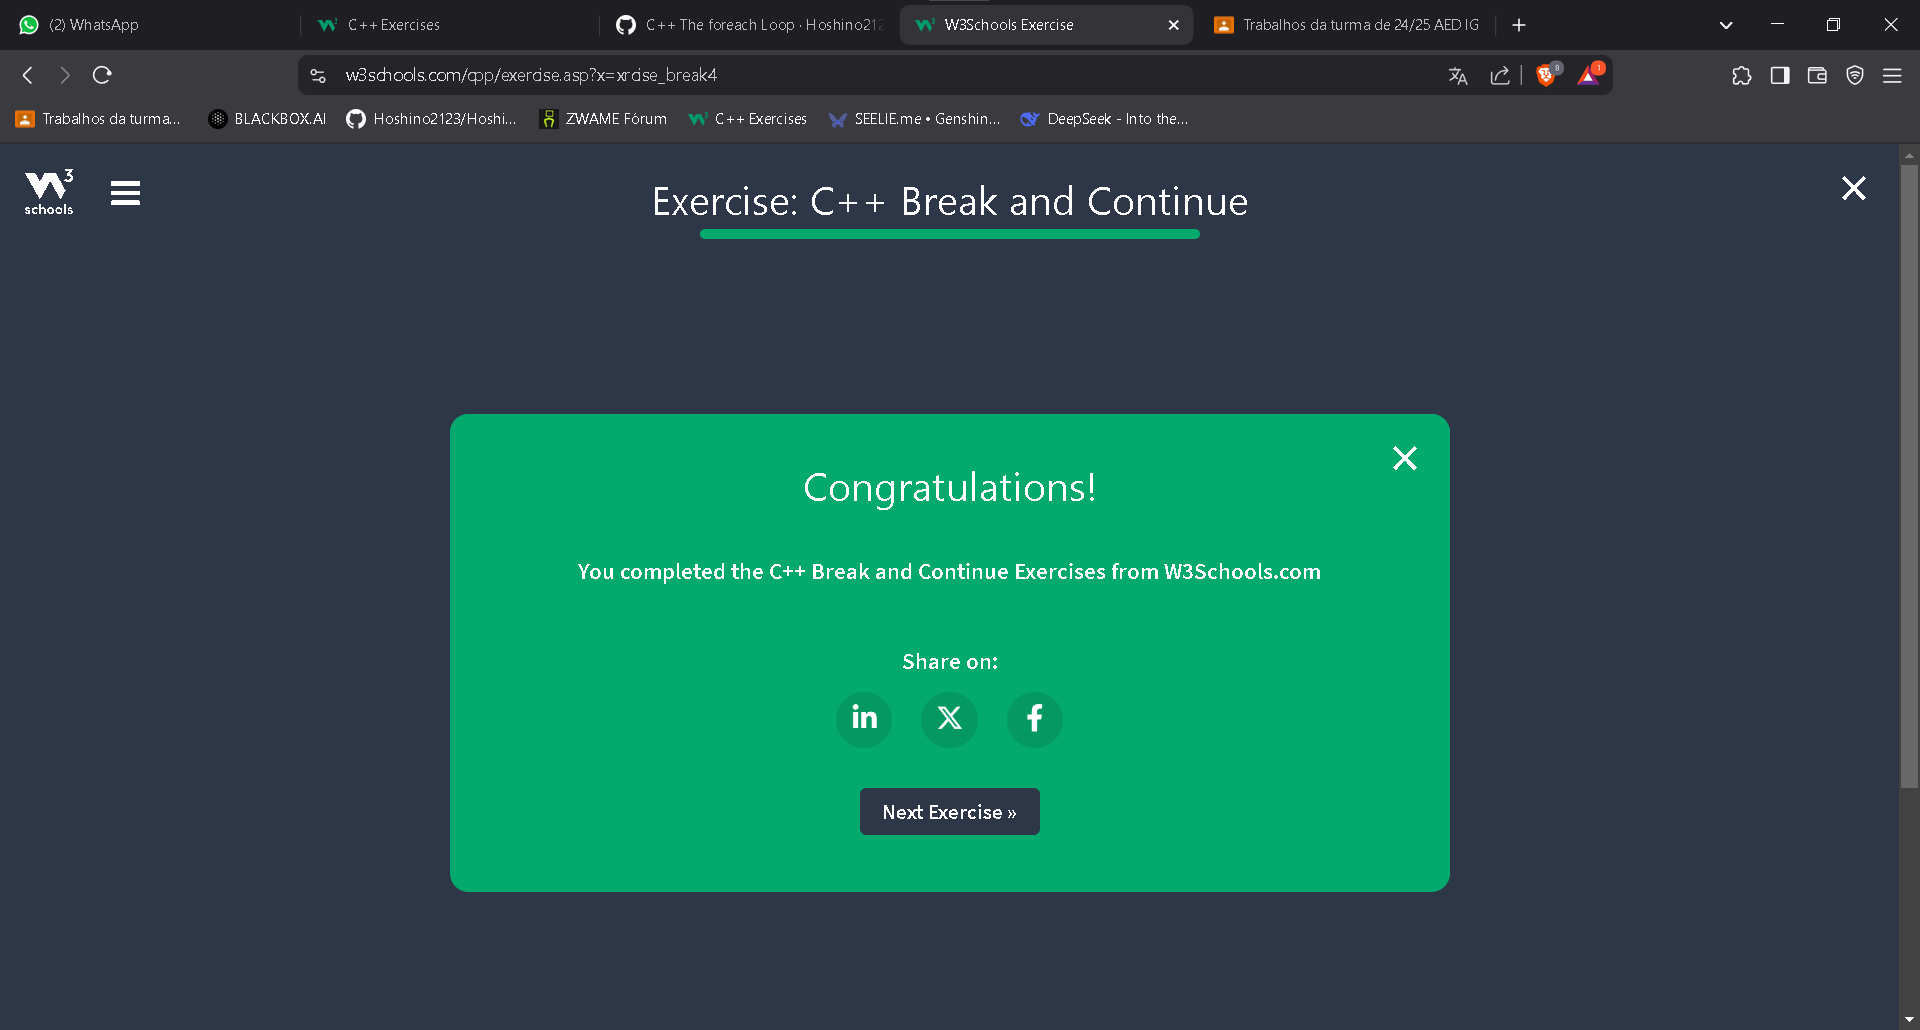 (2) WhatsApp
C++ Exercises
C++ The foreach Loop · Hoshino212
W3Schools Exercise
Trabalhos da turma de 24/25 AED IG
w3schools.com/cpp/exercise.asp?x=xrcise_break4
8
1
Trabalhos da turma...
BLACKBOX.AI
Hoshino2123/Hoshi...
ZWAME Fórum
C++ Exercises
SEELIE.me • Genshin...
DeepSeek - Into the...
W3
schools
Exercise: C++ Break and Continue
Congratulations!
You completed the C++ Break and Continue Exercises from W3Schools.com
Share on:
in X f
Next Exercise »